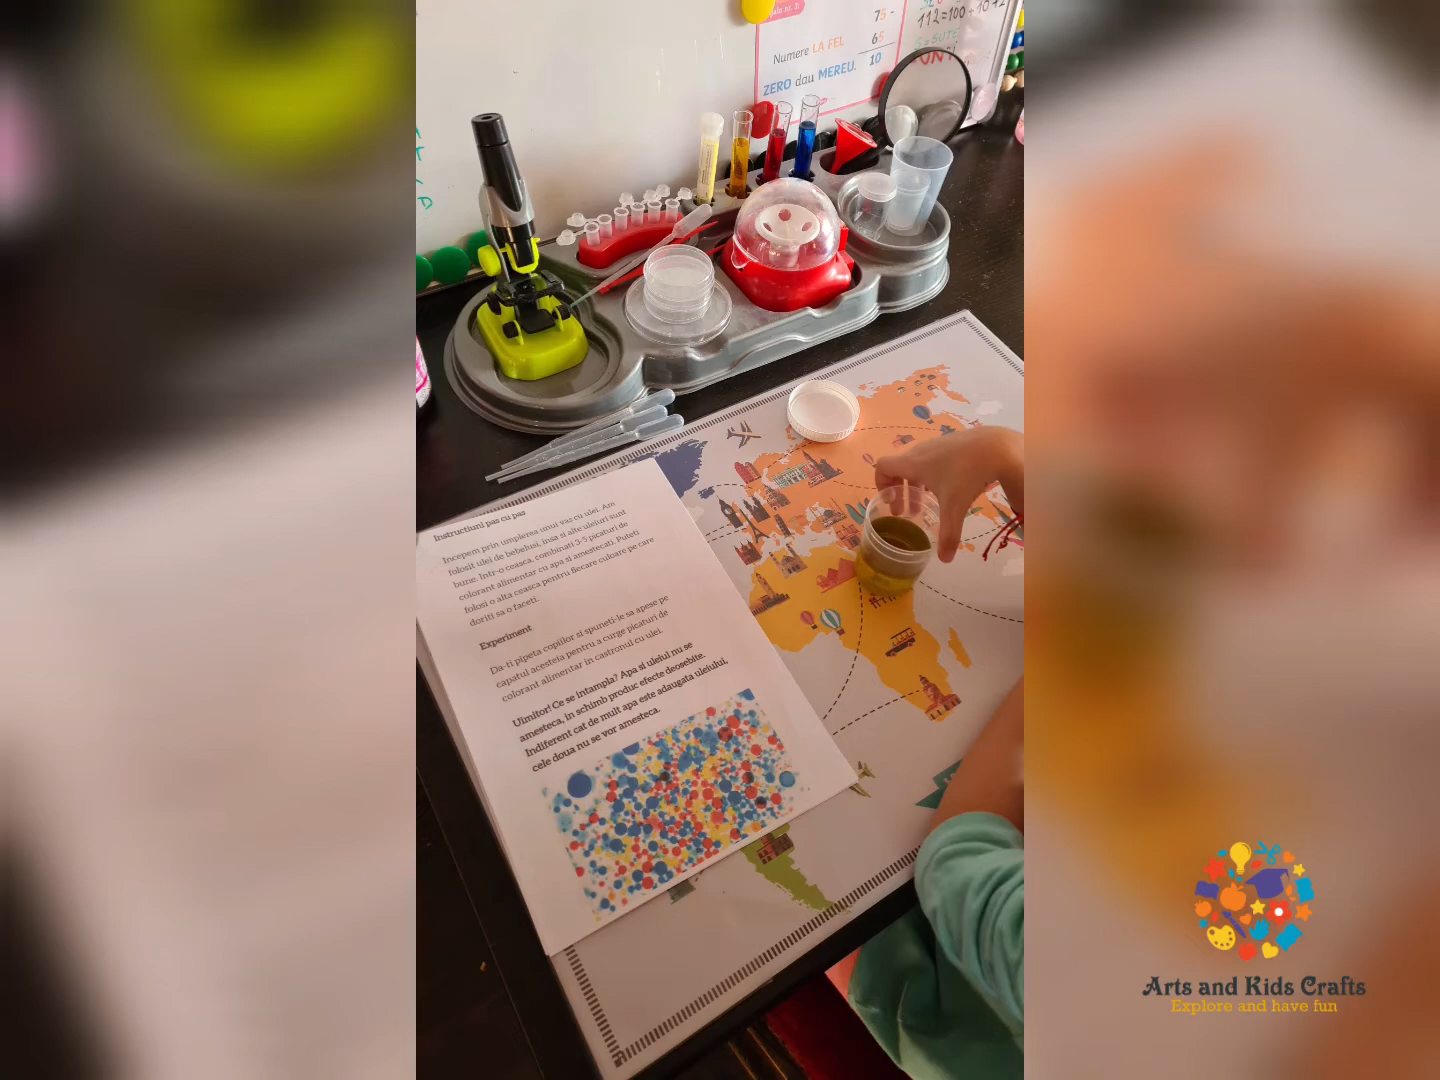 75 -
65
10
Numere LA FEL
ZERO dau MEREU.
112=100+10+2
Instructiuni pas cu pas
Incepem prin umplerea unui vas cu ulei. Am
folosit ulei de bebelusi, insa si alte uleiuri sunt
bune. Intr-o ceasca, combinati 3-5 picaturi de
colorant alimentar cu apa si amestecati. Puteti
folosi o alta ceasca pentru fiecare culoare pe care
doriti sa o faceti.
Experiment
Da-ti pipeta copiilor si spuneti-le sa apese pe
capatul acesteia pentru a curge picaturi de
colorant alimentar in castronul cu ulei.
Uimitor! Ce se intampla? Apa si uleiul nu se
amesteca, in schimb produc efecte deosebite.
Indiferent cat de mult apa este adaugata uleiului,
cele doua nu se vor amesteca.
Arts and Kids Crafts
Explore and have fun